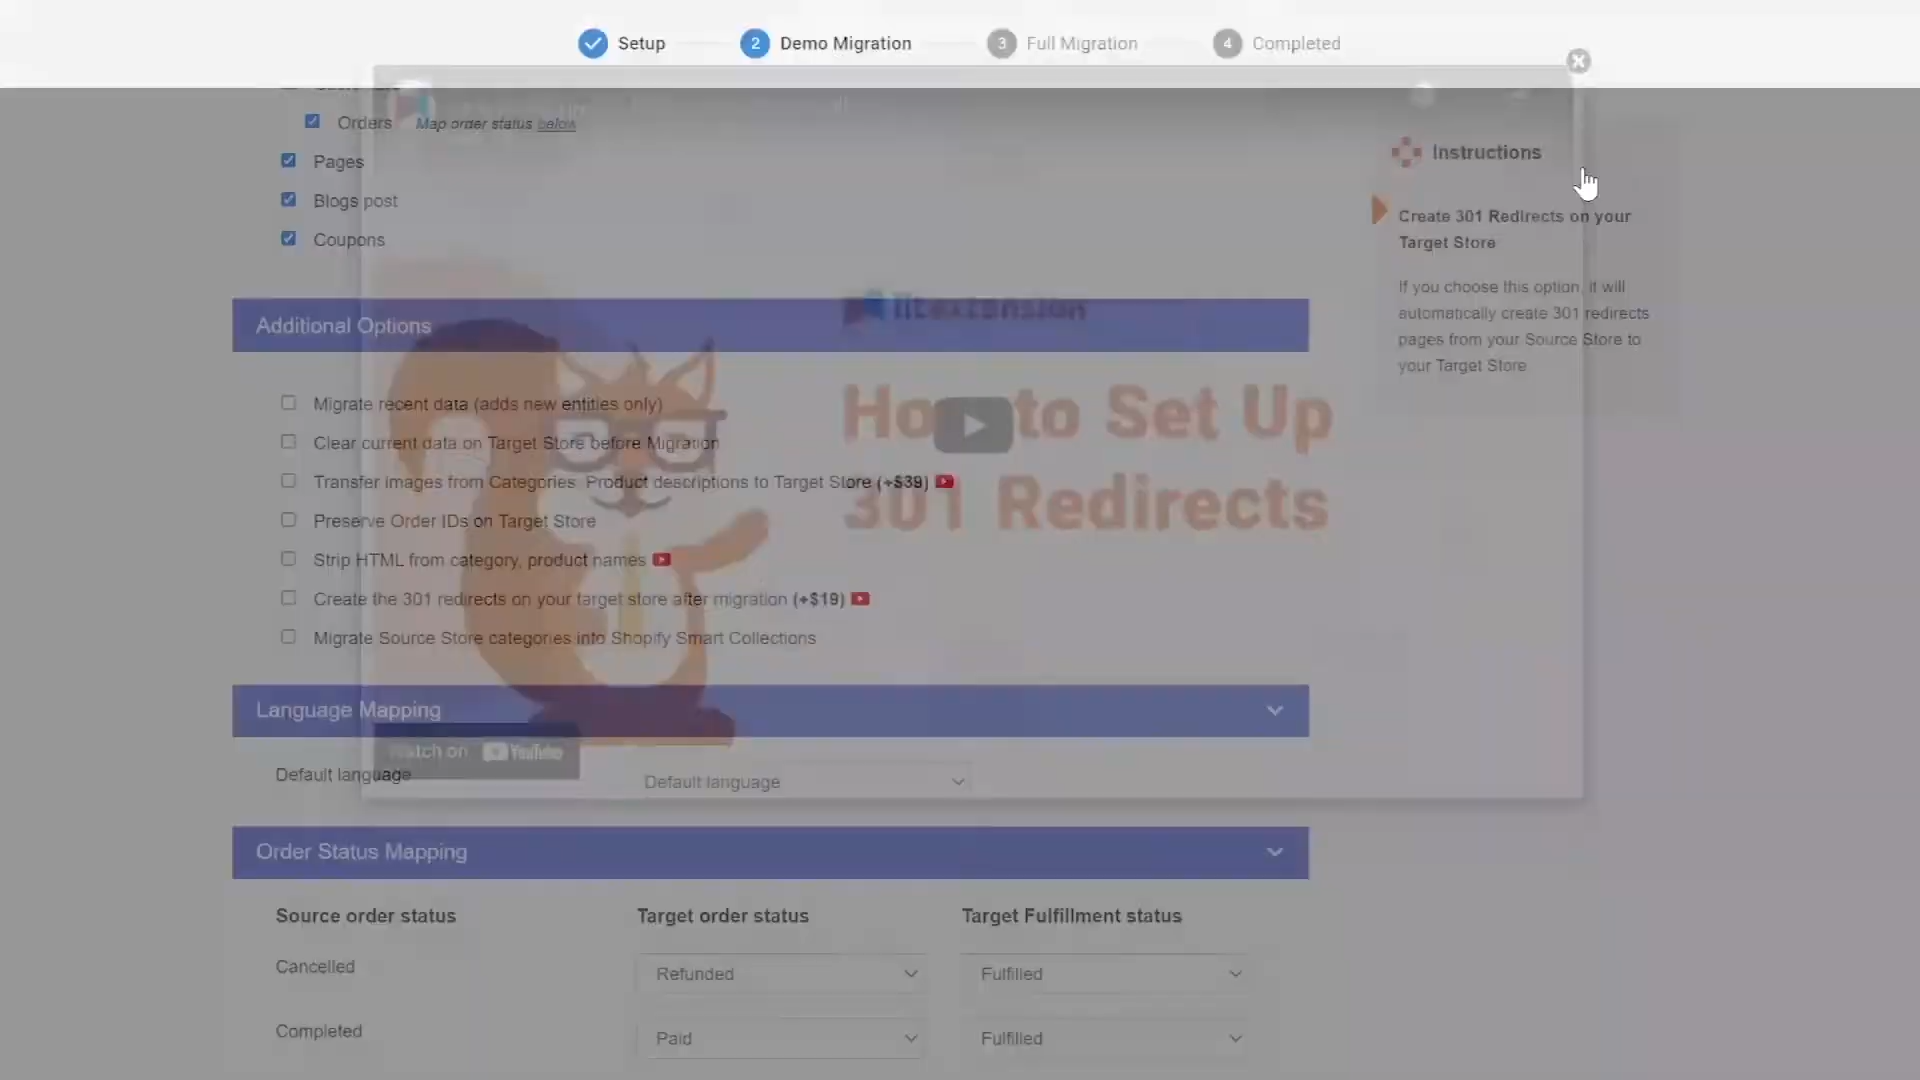 Setup
2 Demo Migration
3 Full Migration
4 Completed
Orders Map order status below
Pages
Blogs post
Coupons
Instructions
Create 301 Redirects on your
Target Store
If you choose this option, it will
automatically create 301 redirects
pages from your Source Store to
your Target Store
Additional Options
litextension
How to Set Up
301 Redirects
Migrate recent data (adds new entities only)
Clear current data on Target Store before Migration
Transfer images from Categories, Product descriptions to Target Store (+$39)
Preserve Order IDs on Target Store
Strip HTML from category, product names
Create the 301 redirects on your target store after migration (+$19)
Migrate Source Store categories into Shopify Smart Collections
Language Mapping
Watch on YouTube
Default language
Default language
Order Status Mapping
Source order status
Target order status
Target Fulfillment status
Cancelled
Refunded
Fulfilled
Completed
Paid
Fulfilled